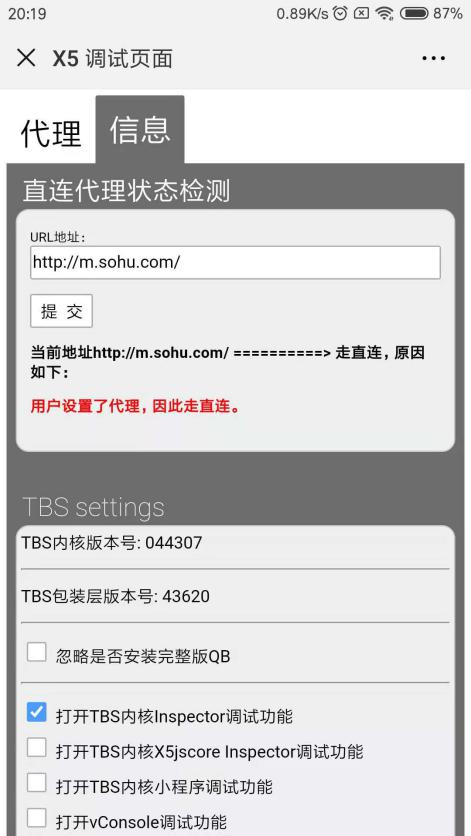 20:19
0.89K/s
87%
X5 调试页面
代理
信息
直连代理状态检测
URL地址:
http://m.sohu.com/
提 交
当前地址http://m.sohu.com/ ==========> 走直连, 原因
如下:
用户设置了代理, 因此走直连。
TBS settings
TBS内核版本号: 044307
TBS包装层版本号: 43620
忽略是否安装完整版QB
打开TBS内核Inspector调试功能
打开TBS内核X5jscore Inspector调试功能
打开TBS内核小程序调试功能
打开vConsole调试功能